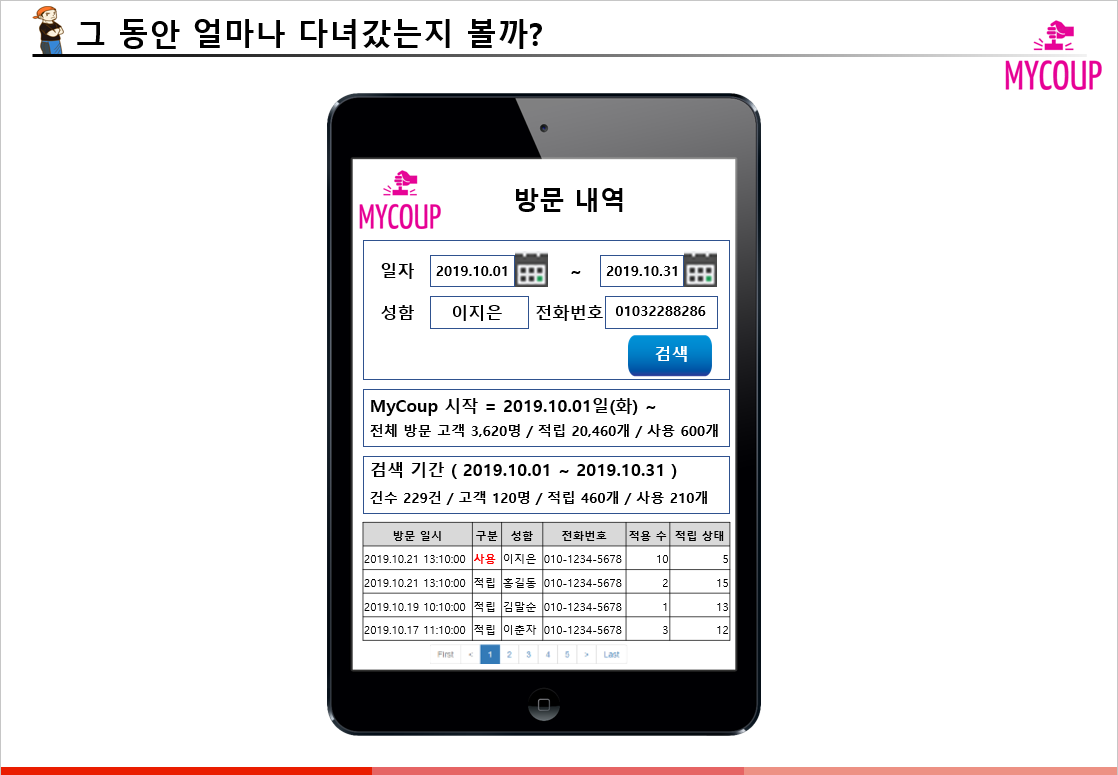 그 동안 얼마나 다녀갔는지 볼까?
MYCOUP
MYCOUP
방문 내역
일자 2019.10.01 ~ 2019.10.31
성함 이지은 전화번호 01032288286
검색
MyCoup 시작 = 2019.10.01일(화) ~
전체 방문 고객 3,620명 / 적립 20,460개 / 사용 600개
검색 기간 ( 2019.10.01 ~ 2019.10.31 )
건수 229건 / 고객 120명 / 적립 460개 / 사용 210개
방문 일시 구분 성함 전화번호 적용 수 적립 상태
2019.10.21 13:10:00 사용 이지은 010-1234-5678 10 5
2019.10.21 13:10:00 적립 홍길동 010-1234-5678 2 15
2019.10.19 10:10:00 적립 김말순 010-1234-5678 1 13
2019.10.17 11:10:00 적립 이춘자 010-1234-5678 3 12
First < 1 2 3 4 5 > Last